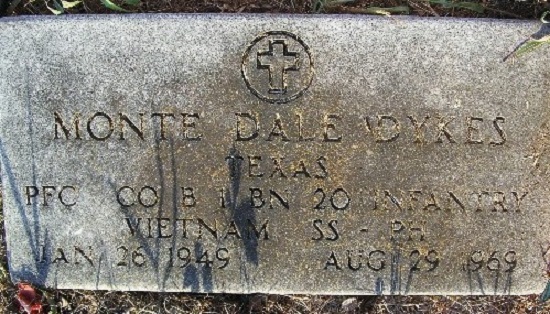 MONTE DALE DYKES
TEXAS
PFC CO B 1 BN 20 INFANTRY
VIETNAM SS - PH
JAN 26 1949 AUG 29 1969